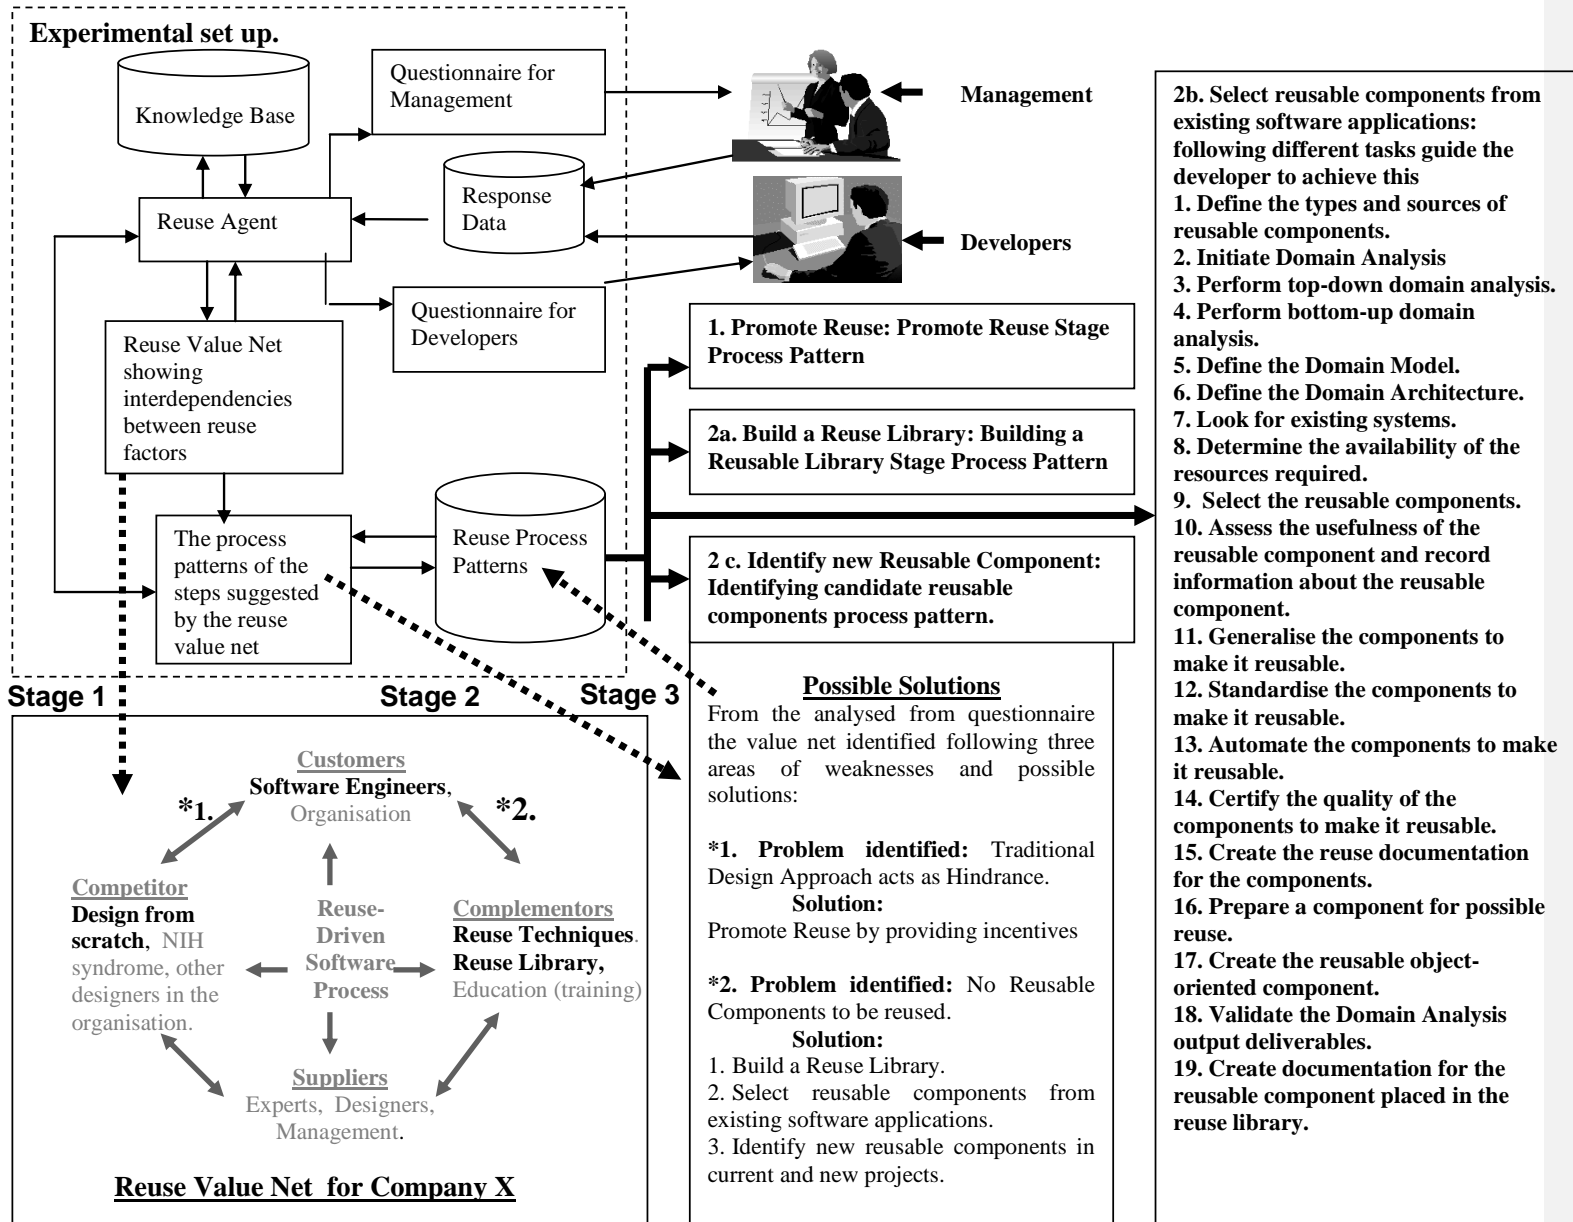 Experimental set up.
Knowledge Base
Questionnaire for
Management
Management
Reuse Agent
Response
Data
Developers
Questionnaire for
Developers
Reuse Value Net
showing
interdependencies
between reuse
factors
The process
patterns of the
steps suggested
by the reuse
value net
Reuse Process
Patterns
1. Promote Reuse: Promote Reuse Stage
Process Pattern
2a. Build a Reuse Library: Building a
Reusable Library Stage Process Pattern
2 c. Identify new Reusable Component:
Identifying candidate reusable
components process pattern.
Stage 1
Stage 2
Stage 3
Customers
Software Engineers,
Organisation
*1.
*2.
Competitor
Design from
scratch, NIH
syndrome, other
designers in the
organisation.
Reuse-
Driven
Software
Process
Complementors
Reuse Techniques.
Reuse Library,
Education (training)
Suppliers
Experts, Designers,
Management.
Reuse Value Net for Company X
Possible Solutions
From the analysed from questionnaire
the value net identified following three
areas of weaknesses and possible
solutions:
*1. Problem identified: Traditional
Design Approach acts as Hindrance.
Solution:
Promote Reuse by providing incentives
*2. Problem identified: No Reusable
Components to be reused.
Solution:
1. Build a Reuse Library.
2. Select reusable components from
existing software applications.
3. Identify new reusable components in
current and new projects.
2b. Select reusable components from
existing software applications:
following different tasks guide the
developer to achieve this
1. Define the types and sources of
reusable components.
2. Initiate Domain Analysis
3. Perform top-down domain analysis.
4. Perform bottom-up domain
analysis.
5. Define the Domain Model.
6. Define the Domain Architecture.
7. Look for existing systems.
8. Determine the availability of the
resources required.
9. Select the reusable components.
10. Assess the usefulness of the
reusable component and record
information about the reusable
component.
11. Generalise the components to
make it reusable.
12. Standardise the components to
make it reusable.
13. Automate the components to make
it reusable.
14. Certify the quality of the
components to make it reusable.
15. Create the reuse documentation
for the components.
16. Prepare a component for possible
reuse.
17. Create the reusable object-
oriented component.
18. Validate the Domain Analysis
output deliverables.
19. Create documentation for the
reusable component placed in the
reuse library.